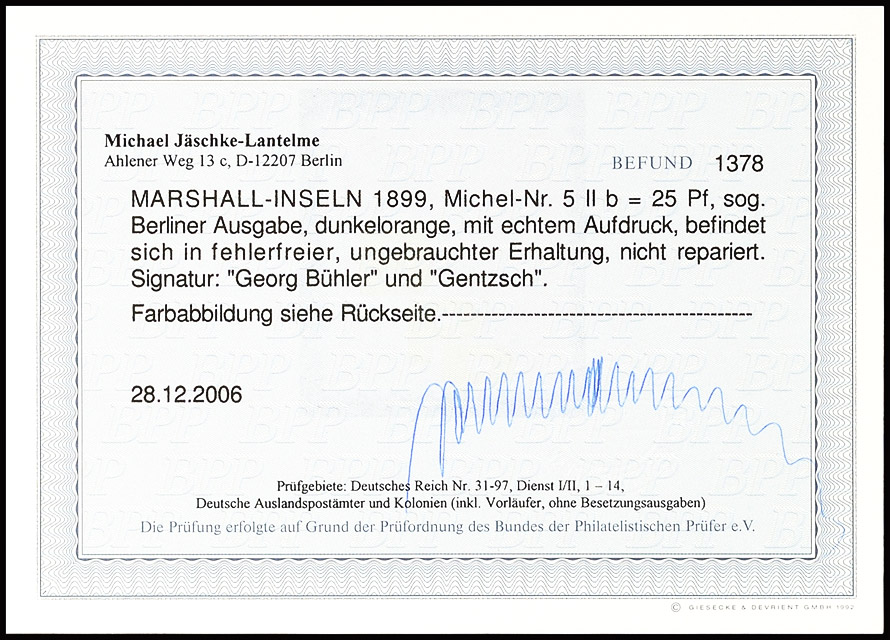 Michael Jäschke-Lantelme
Ahlener Weg 13 c, D-12207 Berlin
BEFUND 1378
MARSHALL-INSELN 1899, Michel-Nr. 5 II b = 25 Pf, sog.
Berliner Ausgabe, dunkelorange, mit echtem Aufdruck, befindet
sich in fehlerfreier, ungebrauchter Erhaltung, nicht repariert.
Signatur: "Georg Bühler" und "Gentzsch".
Farbabbildung siehe Rückseite.--------------------------------------------
28.12.2006
Prüfgebiete: Deutsches Reich Nr. 31-97, Dienst I/II, 1 – 14,
Deutsche Auslandspostämter und Kolonien (inkl. Vorläufer, ohne Besetzungsausgaben)
Die Prüfung erfolgte auf Grund der Prüfordnung des Bundes der Philatelistischen Prüfer e.V.
© GIESECKE & DEVRIENT GMBH 1992